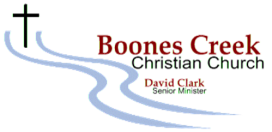 Boones Creek
Christian Church
David Clark
Senior Minister